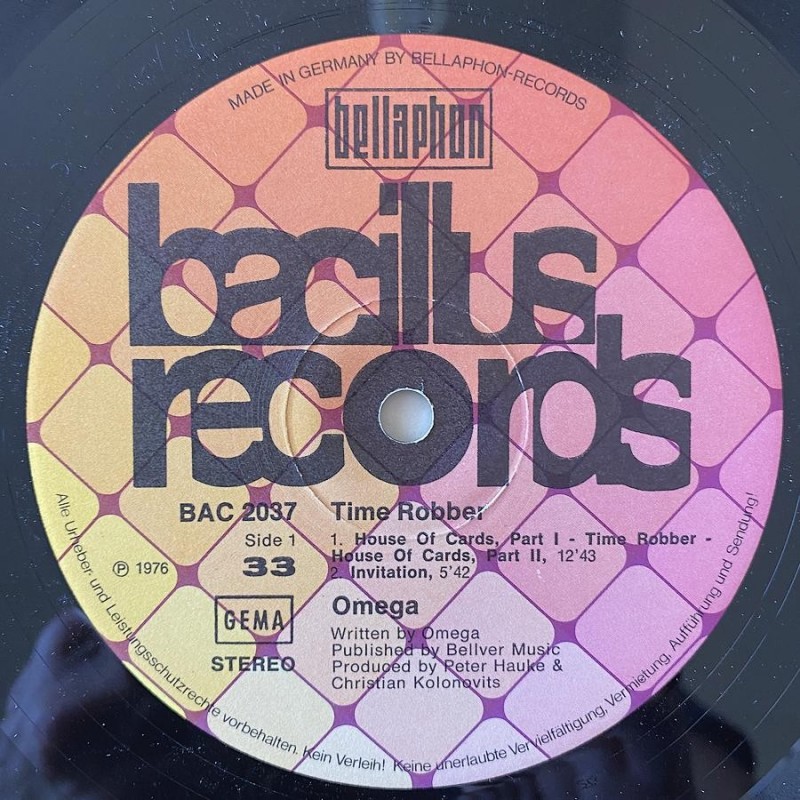 MADE IN GERMANY BY BELLAPHON-RECORDS
bellaphon
bacillus
records
BAC 2037
Side 1
33
℗ 1976
GEMA
STEREO
Time Robber
1. House Of Cards, Part I - Time Robber -
House Of Cards, Part II, 12'43
2. Invitation, 5'42
Omega
Written by Omega
Published by Bellver Music
Produced by Peter Hauke &
Christian Kolonovits
Alle Urheber- und Leistungsschutzrechte vorbehalten. Kein Verleih! Keine unerlaubte Vervielfältigung, Vermietung, Aufführung und Sendung!